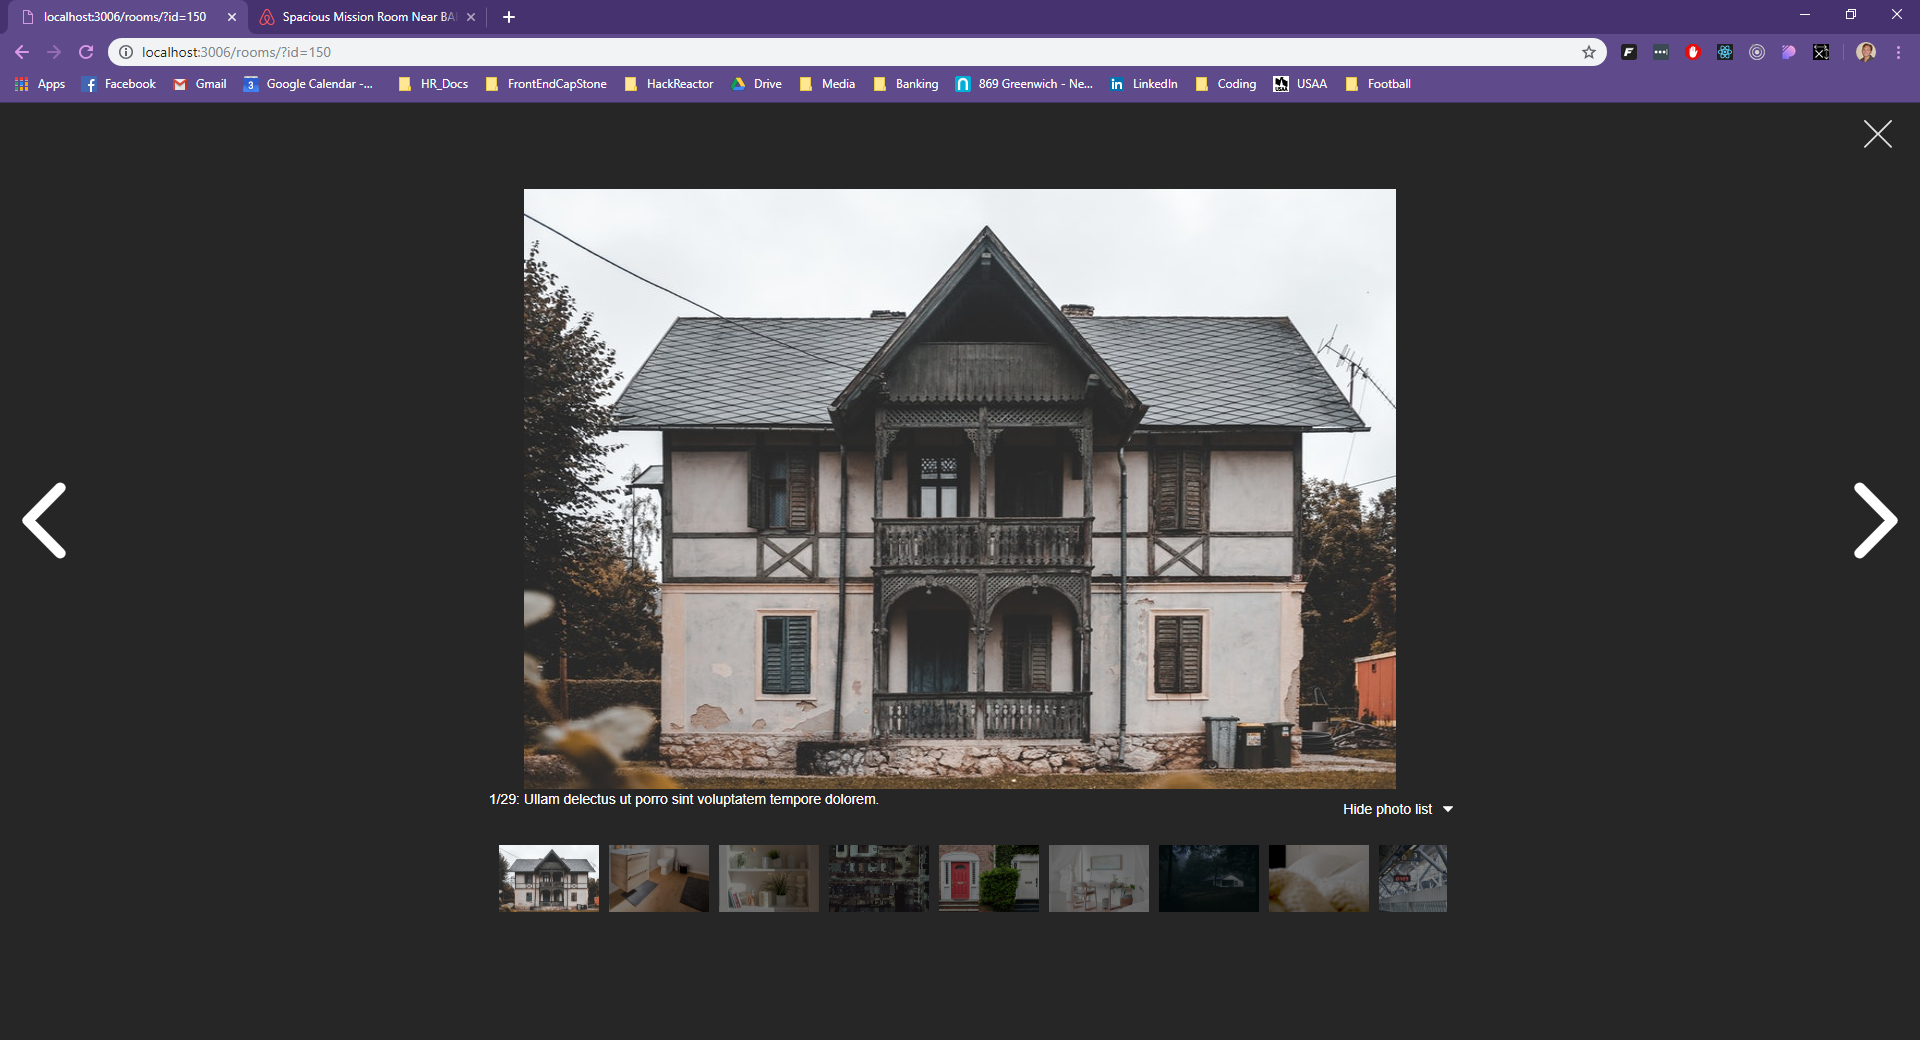 localhost:3006/rooms/?id=150
Spacious Mission Room Near BA
localhost:3006/rooms/?id=150
Apps Facebook Gmail Google Calendar -... HR_Docs FrontEndCapStone HackReactor Drive Media Banking 869 Greenwich - Ne... LinkedIn Coding USAA Football
1/29: Ullam delectus ut porro sint voluptatem tempore dolorem.
Hide photo list